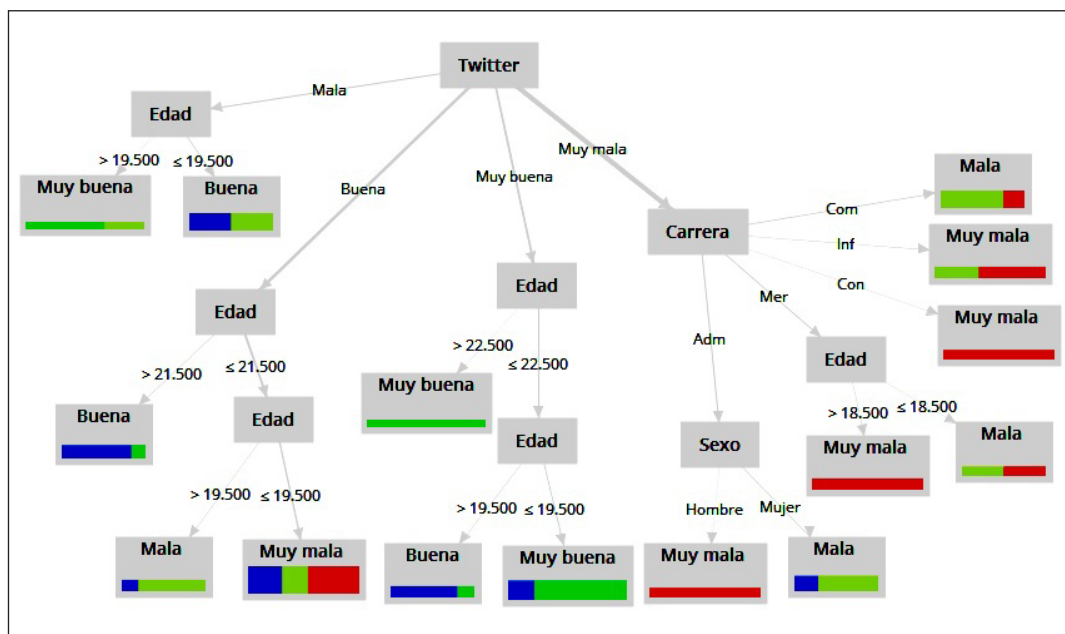 Twitter
Mala
Edad
> 19.500
≤ 19.500
Muy buena
Buena
Buena
Muy buena
Muy mala
Mala
Com
Carrera
Inf
Muy mala
Con
Muy mala
Mer
Adm
Edad
> 21.500
≤ 21.500
Buena
Edad
Edad
> 22.500
≤ 22.500
Muy buena
Edad
Edad
> 18.500
≤ 18.500
Sexo
Muy mala
Mala
> 19.500
≤ 19.500
Mala
Muy mala
> 19.500
≤ 19.500
Buena
Muy buena
Hombre
Mujer
Muy mala
Mala